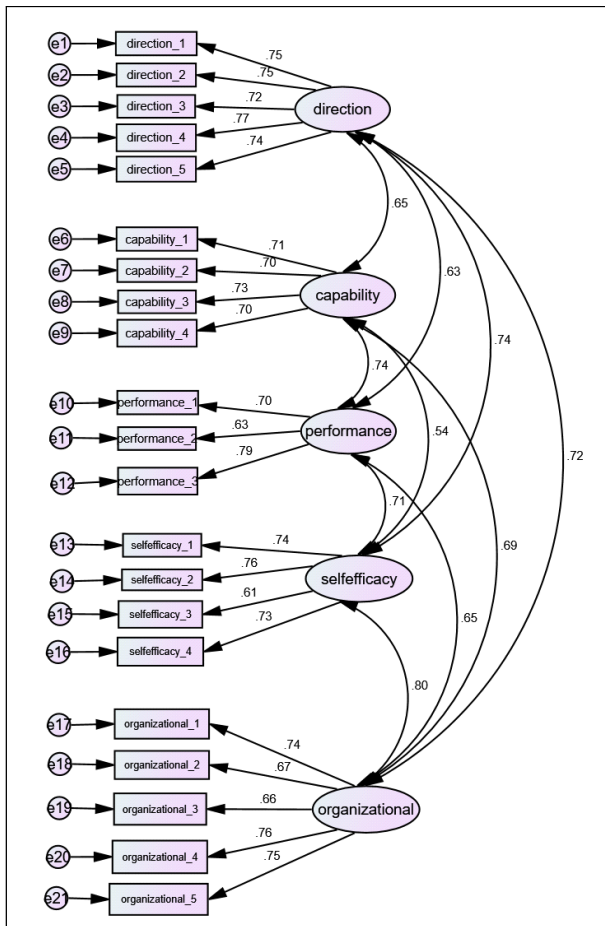 e1 direction_1 .75
e2 direction_2 .75
e3 direction_3 .72 direction
e4 direction_4 .77
e5 direction_5 .74
.65
e6 capability_1 .71
e7 capability_2 .70 .63
e8 capability_3 .73 capability
e9 capability_4 .70 .74
.74
e10 performance_1 .70
e11 performance_2 .63 performance .54
e12 performance_3 .79 .72
.71
e13 selfefficacy_1 .74 .69
e14 selfefficacy_2 .76 selfefficacy
e15 selfefficacy_3 .61 .65
e16 selfefficacy_4 .73
.80
e17 organizational_1 .74
e18 organizational_2 .67
e19 organizational_3 .66 organizational
e20 organizational_4 .76
e21 organizational_5 .75